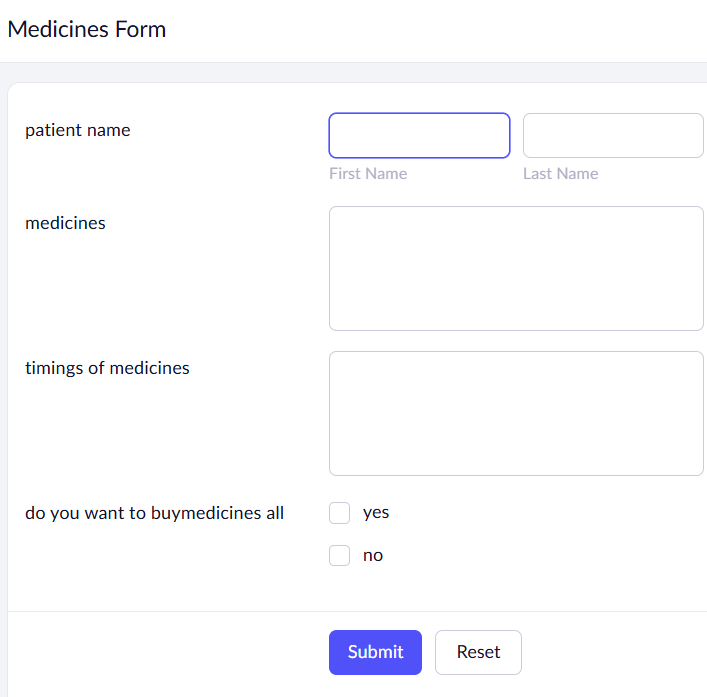 Medicines Form
patient name
First Name Last Name
medicines
timings of medicines
do you want to buymedicines all
yes
no
Submit Reset